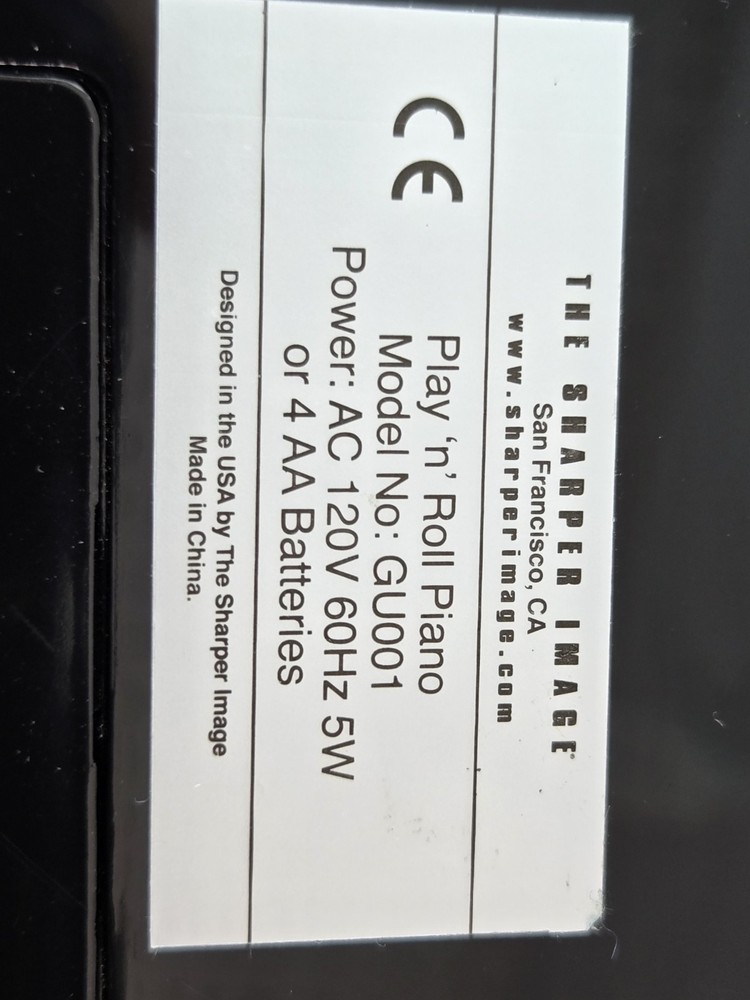 THE SHARPER IMAGE®
San Francisco, CA
www.sharperimage.com
CE
Play ‘n’ Roll Piano
Model No: GU001
Power: AC 120V 60Hz 5W
or 4 AA Batteries
Designed in the USA by The Sharper Image
Made in China.